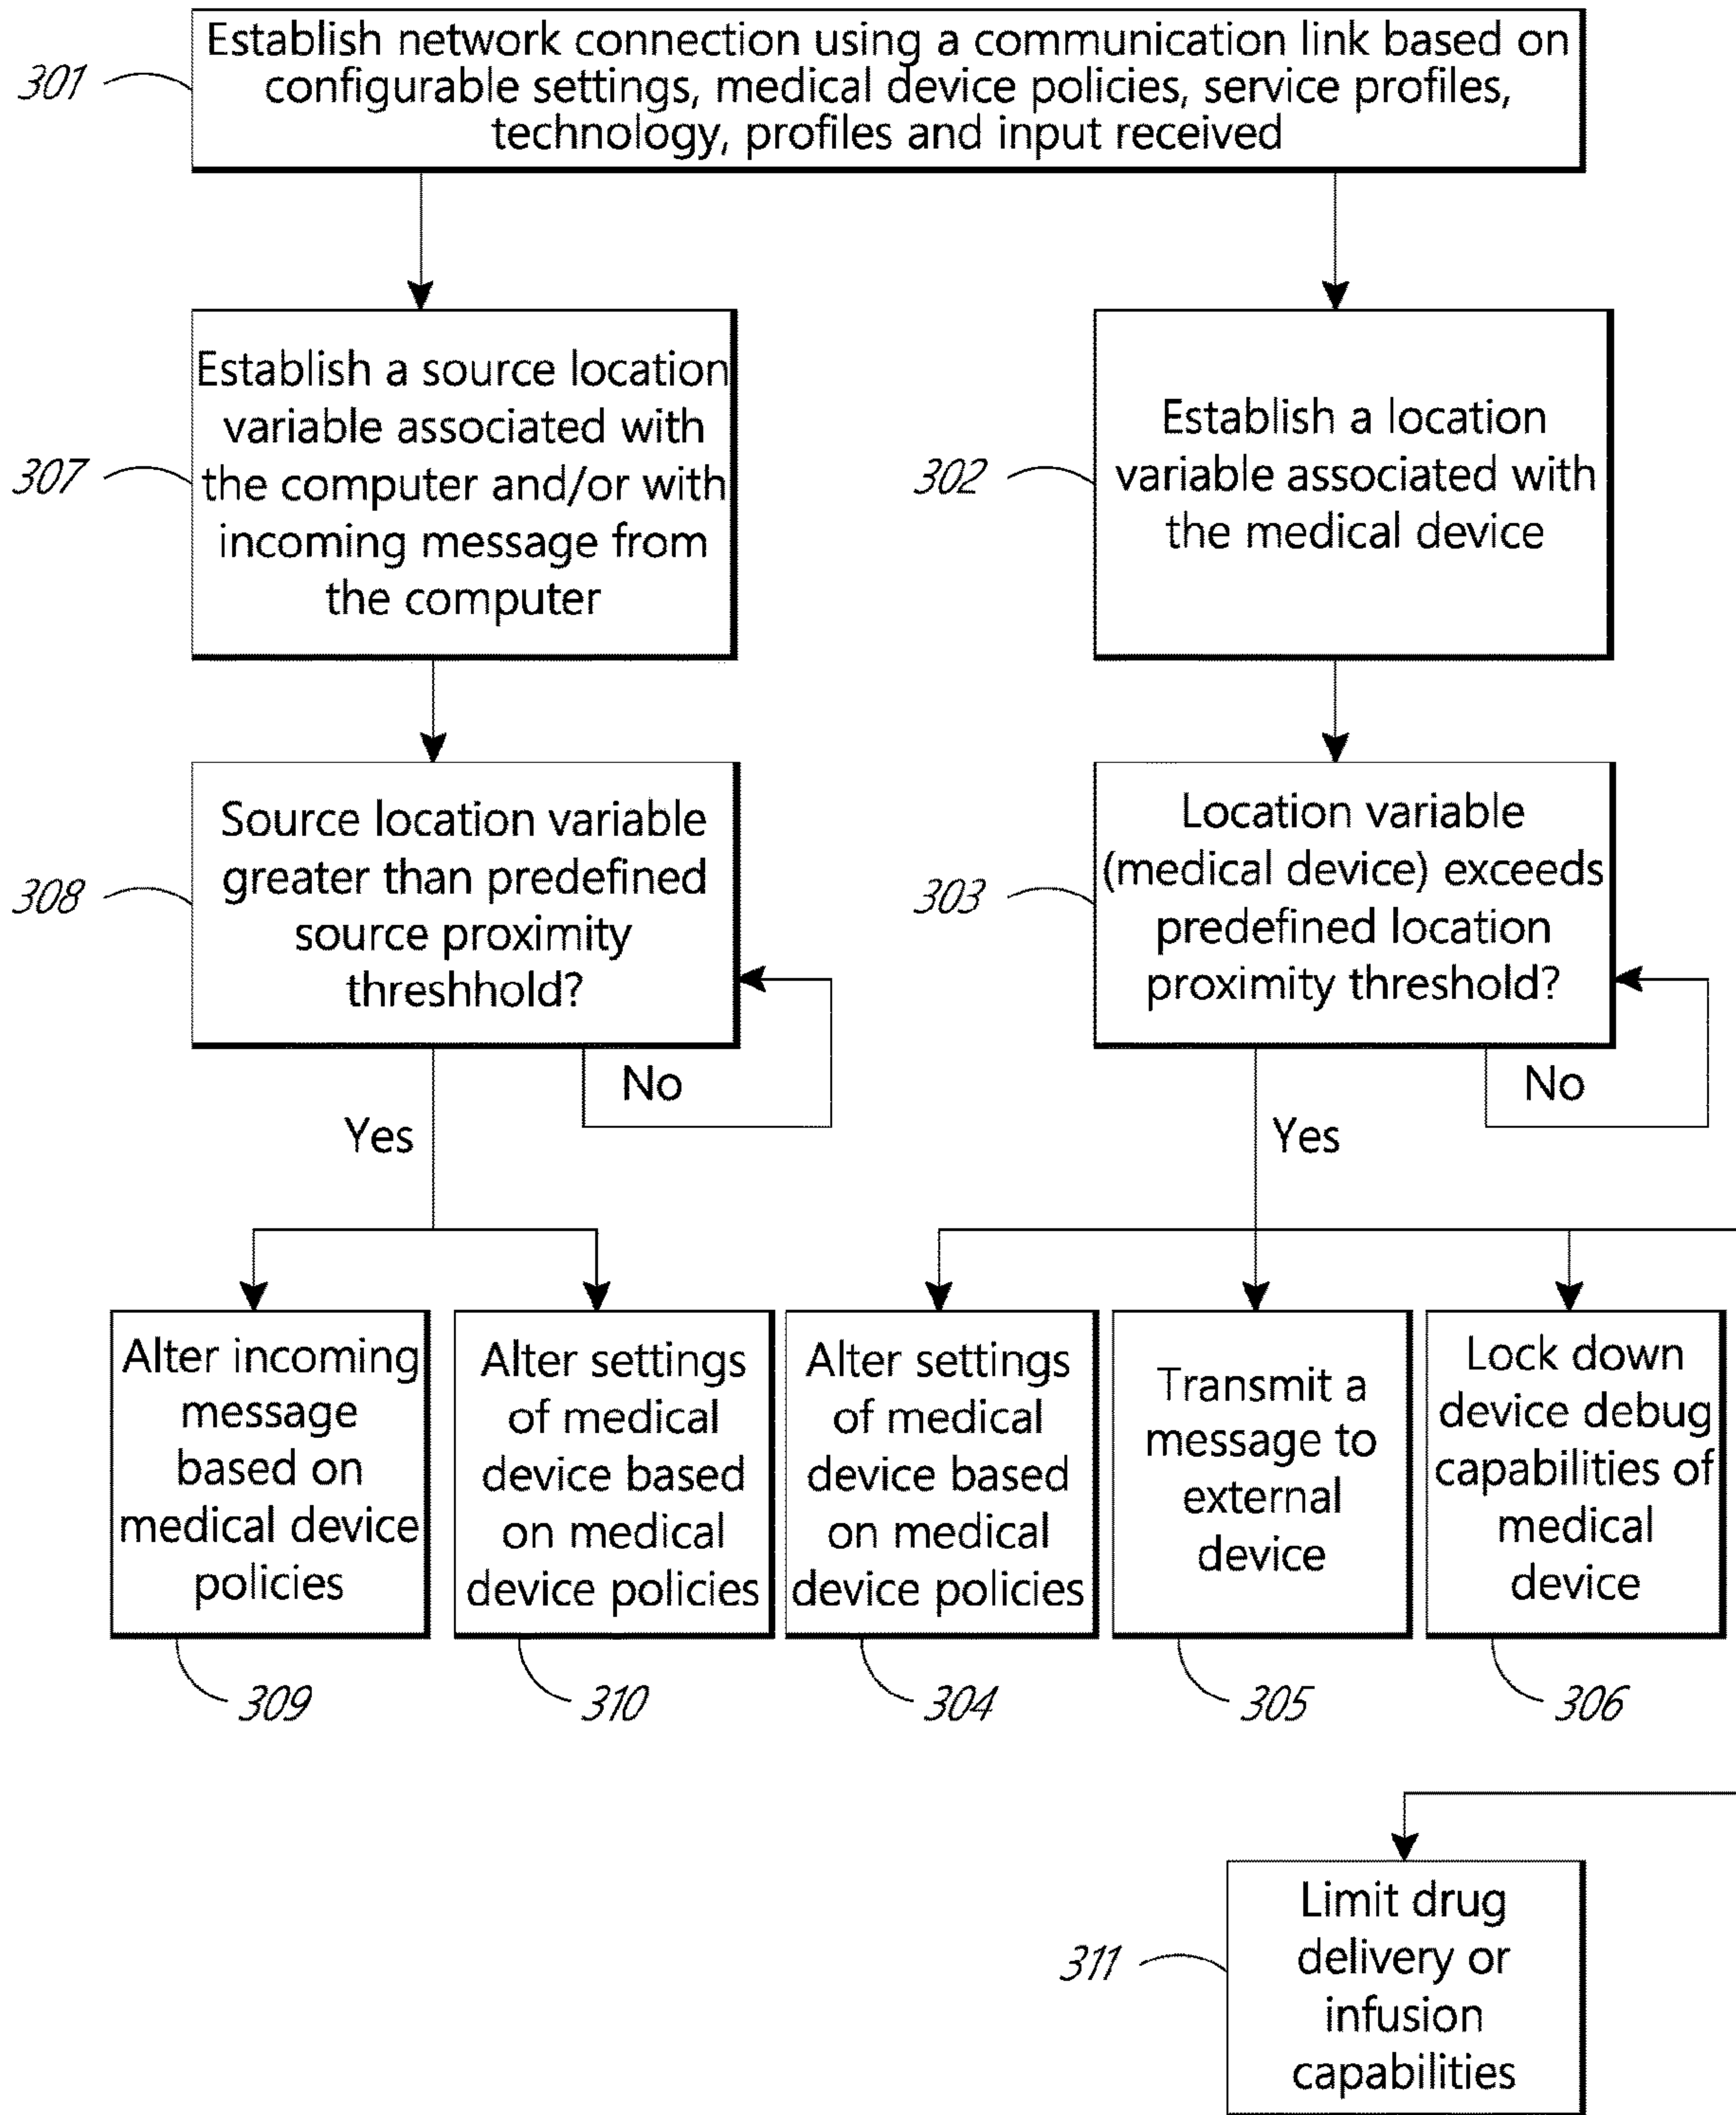 Establish network connection using a communication link based on
configurable settings, medical device policies, service profiles,
technology, profiles and input received
301
Establish a source location
variable associated with
the computer and/or with
incoming message from
the computer
307
Establish a location
variable associated with
the medical device
302
Source location variable
greater than predefined
source proximity
threshhold?
308
Location variable
(medical device) exceeds
predefined location
proximity threshold?
303
No
Yes
No
Yes
Alter incoming
message
based on
medical device
policies
309
Alter settings
of medical
device based
on medical
device policies
310
Alter settings
of medical
device based
on medical
device policies
304
Transmit a
message to
external
device
305
Lock down
device debug
capabilities of
medical
device
306
Limit drug
delivery or
infusion
capabilities
311